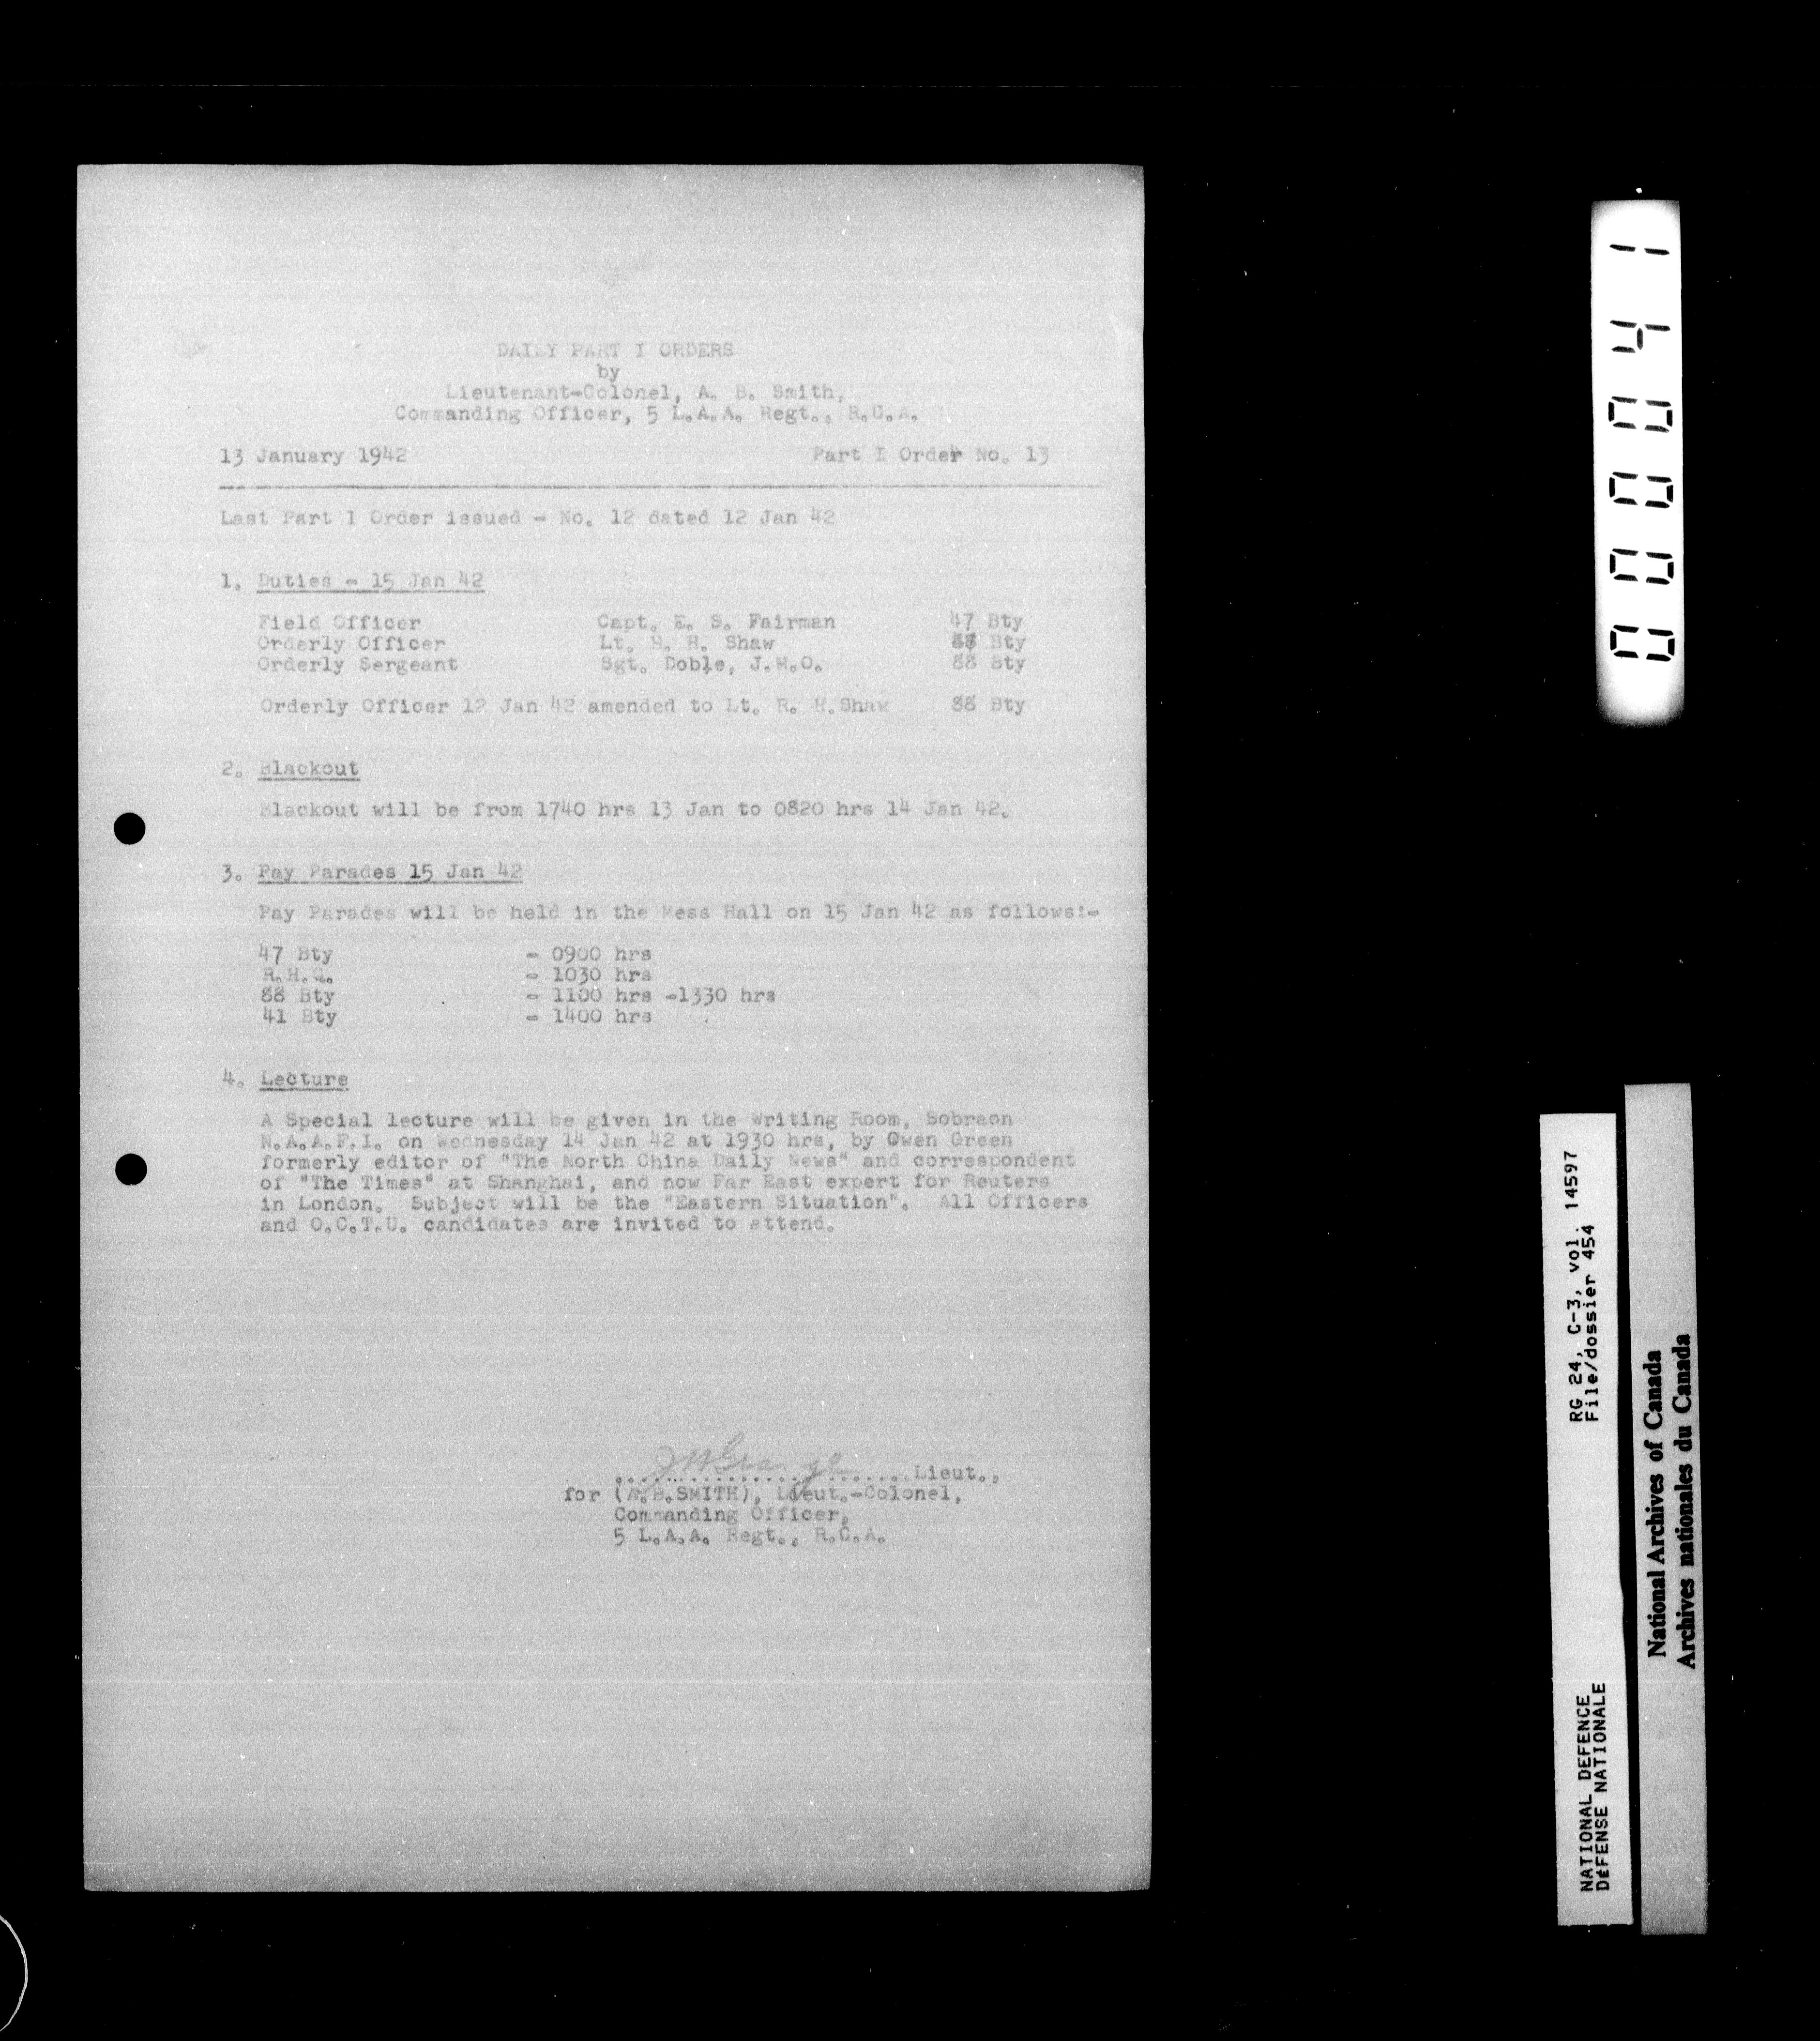 DAILY PART I ORDERS
by
Lieutenant-Colonel, A. B. Smith,
Commanding Officer, 5 L.A.A. Regt., R.C.A.
13 January 1942 Part I Order No. 13
Last Part I Order issued - No. 12 dated 12 Jan 42
1. Duties - 15 Jan 42
Field Officer Capt. E. S. Fairman 47 Bty
Orderly Officer Lt. Shaw Bty
Orderly Sergeant Sgt. Doble, J.H.O. 88 Bty
Orderly Officer 12 Jan 42 amended to Lt. R. H.Shaw 88 Bty
2. Blackout
Blackout will be from 1740 hrs 13 Jan to 0820 hrs 14 Jan 42.
3. Pay Parades 15 Jan 42
Pay Parades will be held in the Mess Hall on 15 Jan 42 as follows:-
47 Bty - 0900 hrs
R.H.Q. - 1030 hrs
88 Bty - 1100 hrs -1330 hrs
41 Bty - 1400 hrs
4. Lecture
A Special lecture will be given in the Writing Room, Sobraon
N.A.A.F.I. on Wednesday 14 Jan 42 at 1930 hrs, by Owen Green
formerly editor of "The North China Daily News" and correspondent
of "The Times" at Shanghai, and now Far East expert for Reuters
in London. Subject will be the "Eastern Situation". All Officers
and O.C.T.U. candidates are invited to attend.
Lieut.,
for (A.B.SMITH), Lieut.-Colonel,
Commanding Officer,
5 L.A.A. Regt., R.C.A.
000041
RG 24, C-3, vol. 14597
File/dossier 454
NATIONAL DEFENCE
DÉFENSE NATIONALE
National Archives of Canada
Archives nationales du Canada